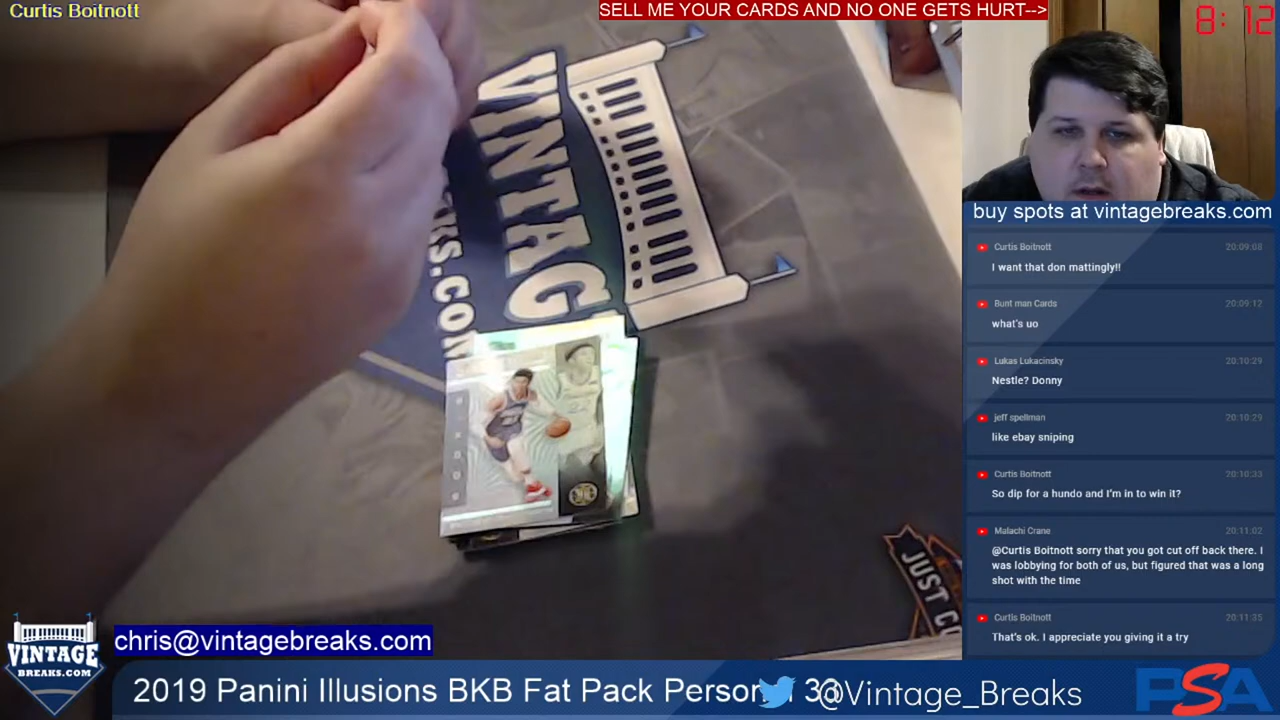 Curtis Boitnott
SELL ME YOUR CARDS AND NO ONE GETS HURT-->
8:12
VINTAG
KS.COM
JUST CO
buy spots at vintagebreaks.com
Curtis Boitnott 20:09:08
I want that don mattingly!!
Bunt man Cards 20:09:12
what's uo
Lukas Lukacinsky 20:10:29
Nestle? Donny
jeff spellman 20:10:29
like ebay sniping
Curtis Boitnott 20:10:33
So dip for a hundo and I'm in to win it?
Malachi Crane 20:11:02
@Curtis Boitnott sorry that you got cut off back there. I
was lobbying for both of us, but figured that was a long
shot with the time
Curtis Boitnott 20:11:35
That's ok. I appreciate you giving it a try
VINTAGE
BREAKS.COM
chris@vintagebreaks.com
2019 Panini Illusions BKB Fat Pack Person 33
@Vintage_Breaks
PSA